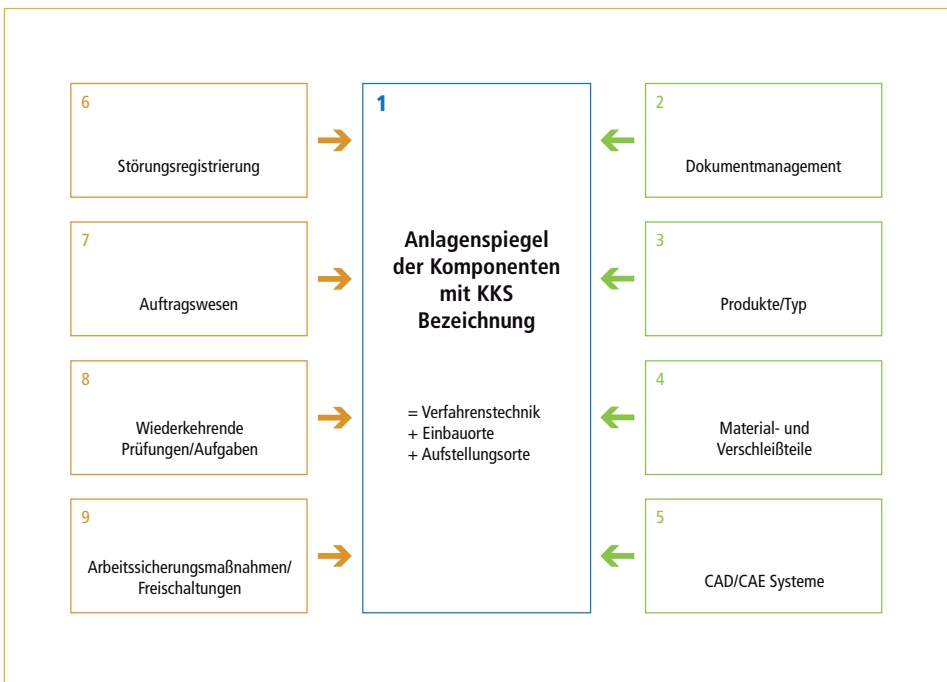 6
Störungsregistrierung
7
Auftragswesen
8
Wiederkehrende
Prüfungen/Aufgaben
9
Arbeitssicherungsmaßnahmen/
Freischaltungen
1
Anlagenspiegel
der Komponenten
mit KKS
Bezeichnung
= Verfahrenstechnik
+ Einbauorte
+ Aufstellungsorte
2
Dokumentmanagement
3
Produkte/Typ
4
Material- und
Verschleißteile
5
CAD/CAE Systeme